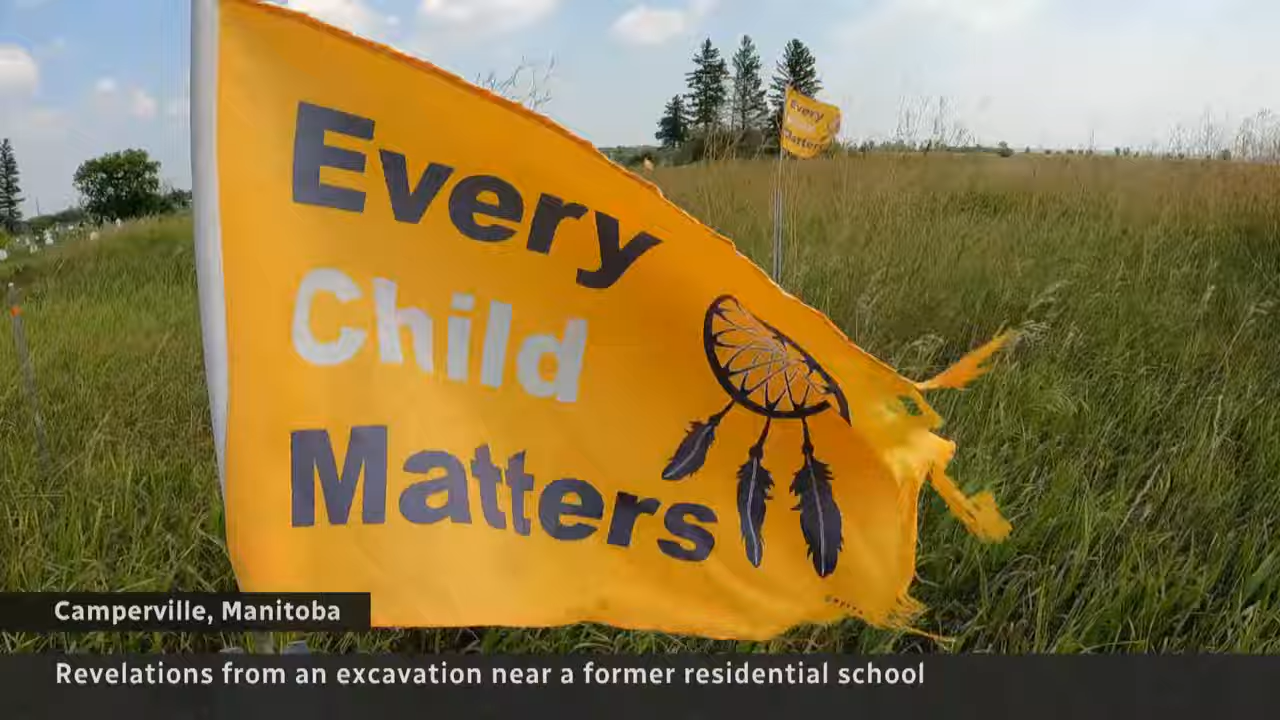 Every
Child
Matters
Every
Matters
Camperville, Manitoba
Revelations from an excavation near a former residential school